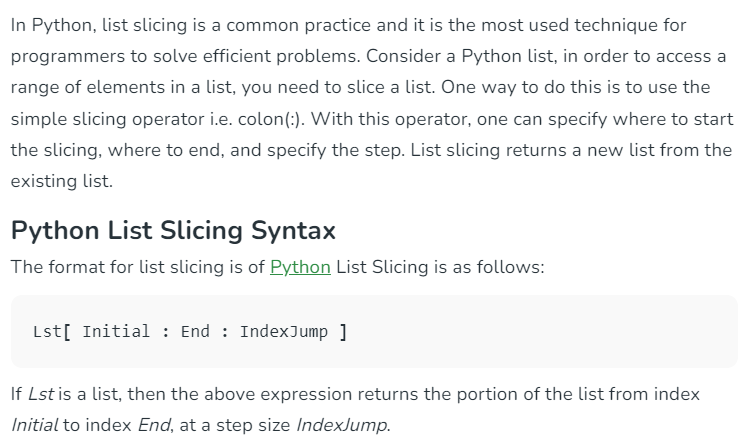 In Python, list slicing is a common practice and it is the most used technique for
programmers to solve efficient problems. Consider a Python list, in order to access a
range of elements in a list, you need to slice a list. One way to do this is to use the
simple slicing operator i.e. colon(:). With this operator, one can specify where to start
the slicing, where to end, and specify the step. List slicing returns a new list from the
existing list.
Python List Slicing Syntax
The format for list slicing is of Python List Slicing is as follows:
Lst[ Initial : End : IndexJump ]
If Lst is a list, then the above expression returns the portion of the list from index
Initial to index End, at a step size IndexJump.